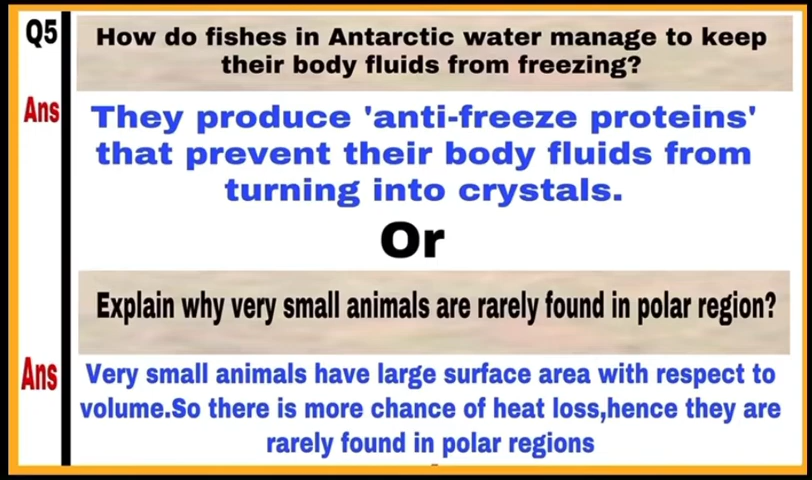 Q5
How do fishes in Antarctic water manage to keep
their body fluids from freezing?
Ans
They produce 'anti-freeze proteins'
that prevent their body fluids from
turning into crystals.
Or
Explain why very small animals are rarely found in polar region?
Ans
Very small animals have large surface area with respect to
volume.So there is more chance of heat loss,hence they are
rarely found in polar regions